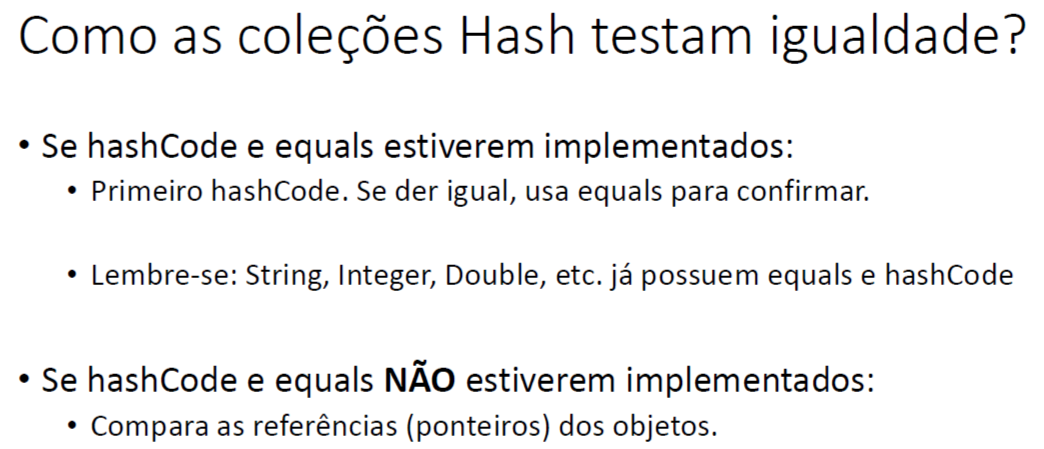 Como as coleções Hash testam igualdade?
• Se hashCode e equals estiverem implementados:
• Primeiro hashCode. Se der igual, usa equals para confirmar.
• Lembre-se: String, Integer, Double, etc. já possuem equals e hashCode
• Se hashCode e equals NÃO estiverem implementados:
• Compara as referências (ponteiros) dos objetos.